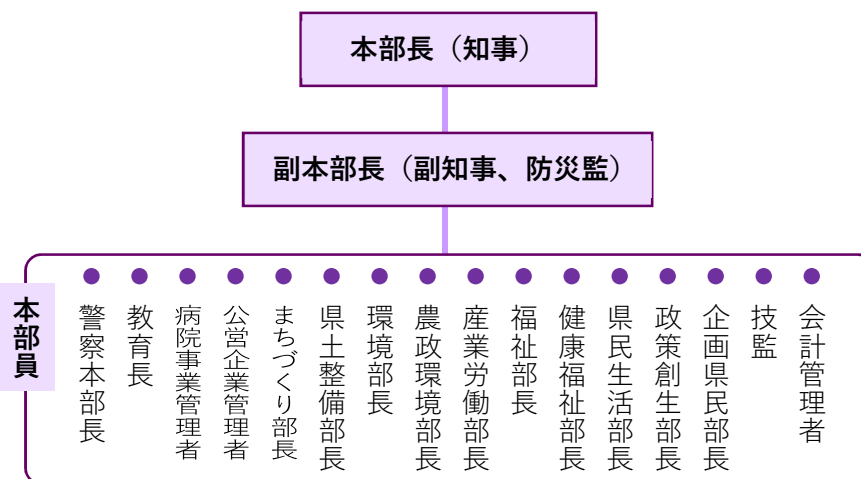 本部長（知事）
副本部長（副知事、防災監）
本部員
会計管理者
技監
企画県民部長
政策創生部長
県民生活部長
健康福祉部長
福祉部長
産業労働部長
農政環境部長
環境部長
県土整備部長
まちづくり部長
公営企業管理者
病院事業管理者
教育長
警察本部長